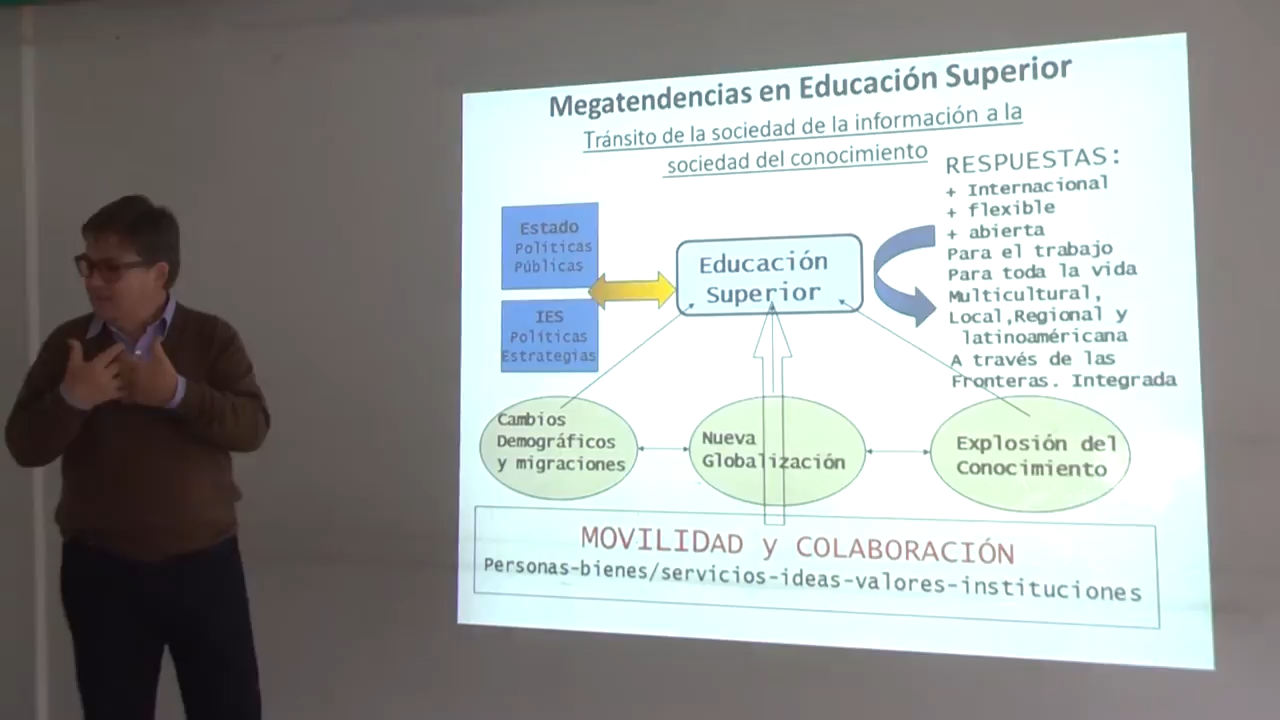 Megatendencias en Educación Superior
Tránsito de la sociedad de la información a la
sociedad del conocimiento
RESPUESTAS:
+ Internacional
+ flexible
+ abierta
Para el trabajo
Para toda la vida
Multicultural,
Local,Regional y
latinoaméricana
A través de las
Fronteras. Integrada
Estado
Políticas
Públicas
IES
Políticas
Estrategias
Educación
Superior
Cambios
Demográficos
y migraciones
Nueva
Globalización
Explosión del
Conocimiento
MOVILIDAD y COLABORACIÓN
Personas-bienes/servicios-ideas-valores-instituciones